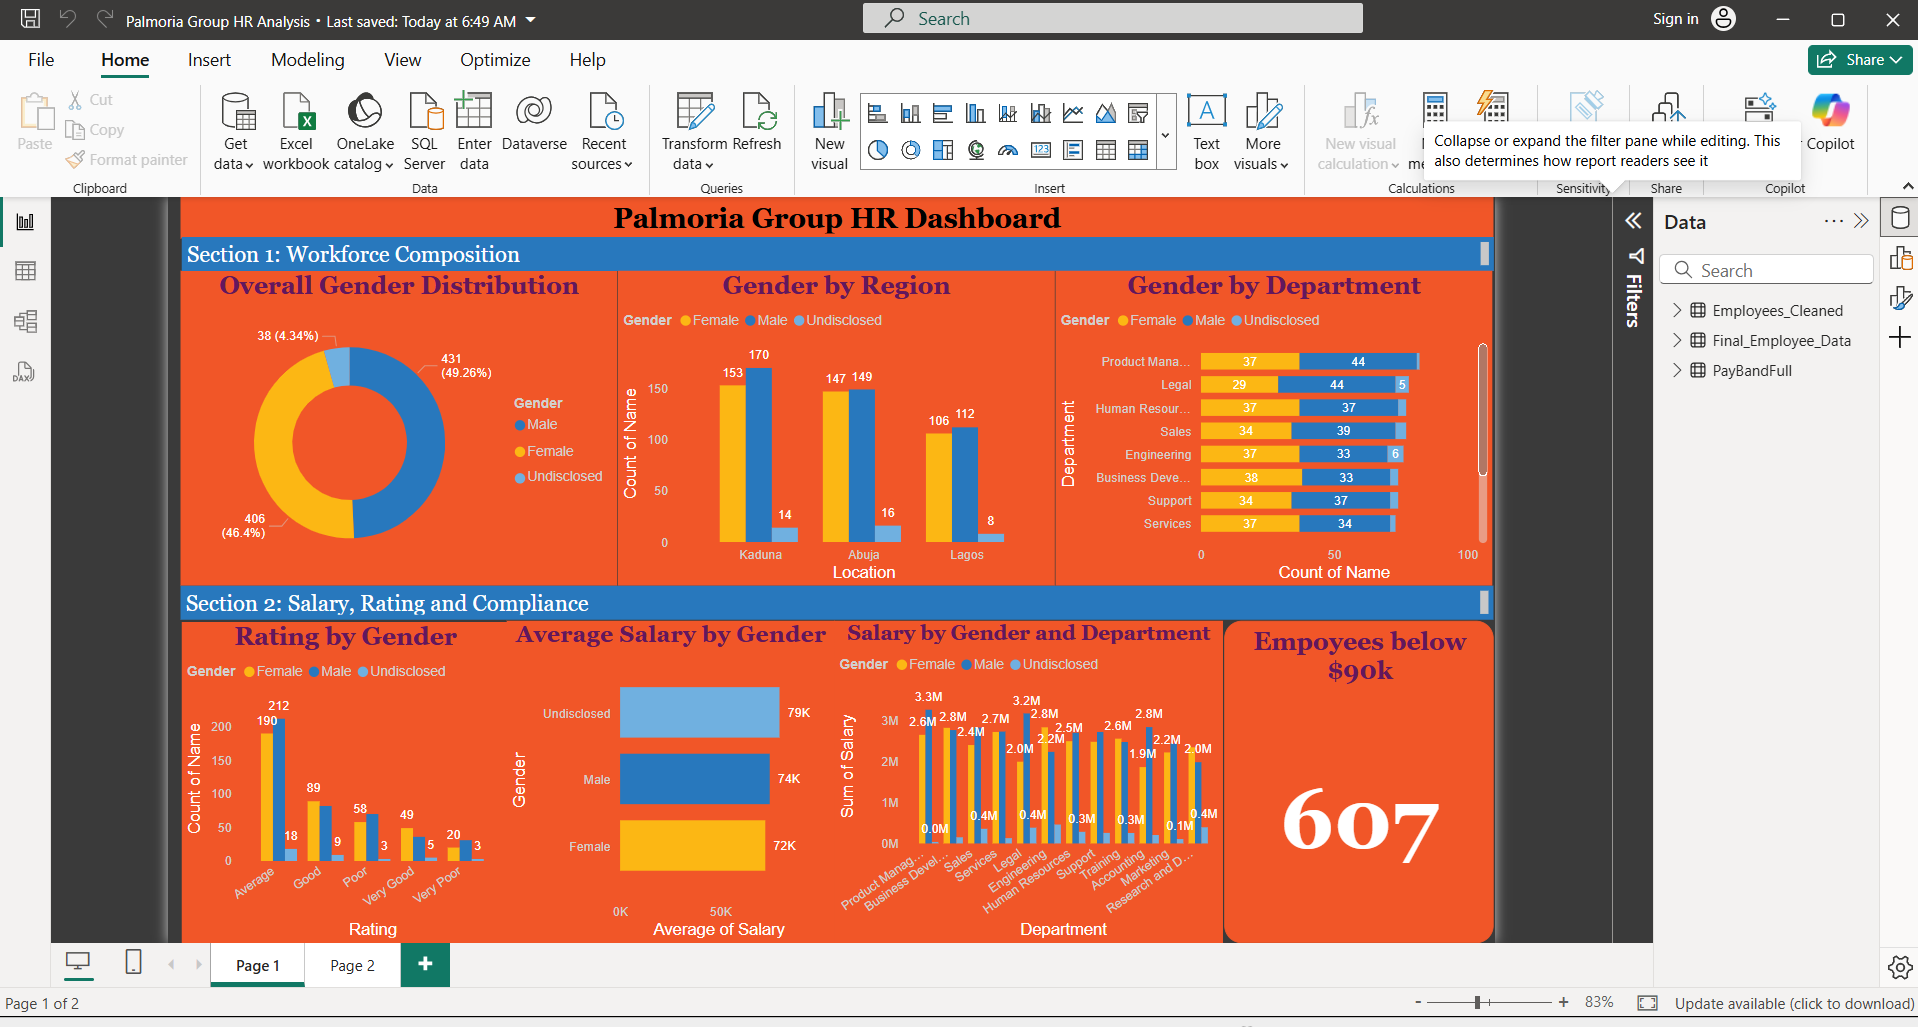 Palmoria Group HR Analysis • Last saved: Today at 6:49 AM
Search
Sign in
File
Home
Insert
Modeling
View
Optimize
Help
Share
Paste
Cut
Copy
Format painter
Clipboard
Get data
Excel workbook
OneLake catalog
SQL Server
Enter data
Dataverse
Recent sources
Data
Transform data
Refresh
Queries
New visual
Text box
More visuals
Insert
New visual calculation
Calculations
Collapse or expand the filter pane while editing. This
also determines how report readers see it
Sensitivity
Share
Copilot
Copilot
Palmoria Group HR Dashboard
Section 1: Workforce Composition
Overall Gender Distribution
38 (4.34%)
431
(49.26%)
406
(46.4%)
Gender
Male
Female
Undisclosed
Gender by Region
Gender Female Male Undisclosed
Count of Name
150
100
50
0
153
170
14
147
149
16
106
112
8
Kaduna
Abuja
Lagos
Location
Gender by Department
Gender Female Male Undisclosed
Department
Product Mana... 37 44
Legal 29 44 5
Human Resour... 37 37
Sales 34 39
Engineering 37 33 6
Business Deve... 38 33
Support 34 37
Services 37 34
0 50 100
Count of Name
Section 2: Salary, Rating and Compliance
Rating by Gender
Gender Female Male Undisclosed
Count of Name
200
150
100
50
0
190
212
18
89
9
58
3
49
5
20
3
Average
Good
Poor
Very Good
Very Poor
Rating
Average Salary by Gender
Gender
Undisclosed 79K
Male 74K
Female 72K
0K 50K
Average of Salary
Salary by Gender and Department
Gender Female Male Undisclosed
Sum of Salary
3M
2M
1M
0M
2.6M
3.3M
0.0M
2.8M
2.4M
0.4M
2.7M
2.0M
3.2M
0.4M
2.8M
2.2M
2.5M
0.3M
2.6M
0.3M
1.9M
2.8M
2.2M
0.1M
2.0M
0.4M
Product Manag...
Business Devel...
Sales
Services
Legal
Engineering
Human Resources
Support
Training
Accounting
Marketing
Research and D...
Department
Empoyees below
$90k
607
Filters
Data
Search
Employees_Cleaned
Final_Employee_Data
PayBandFull
Page 1
Page 2
Page 1 of 2
- + 83%
Update available (click to download)